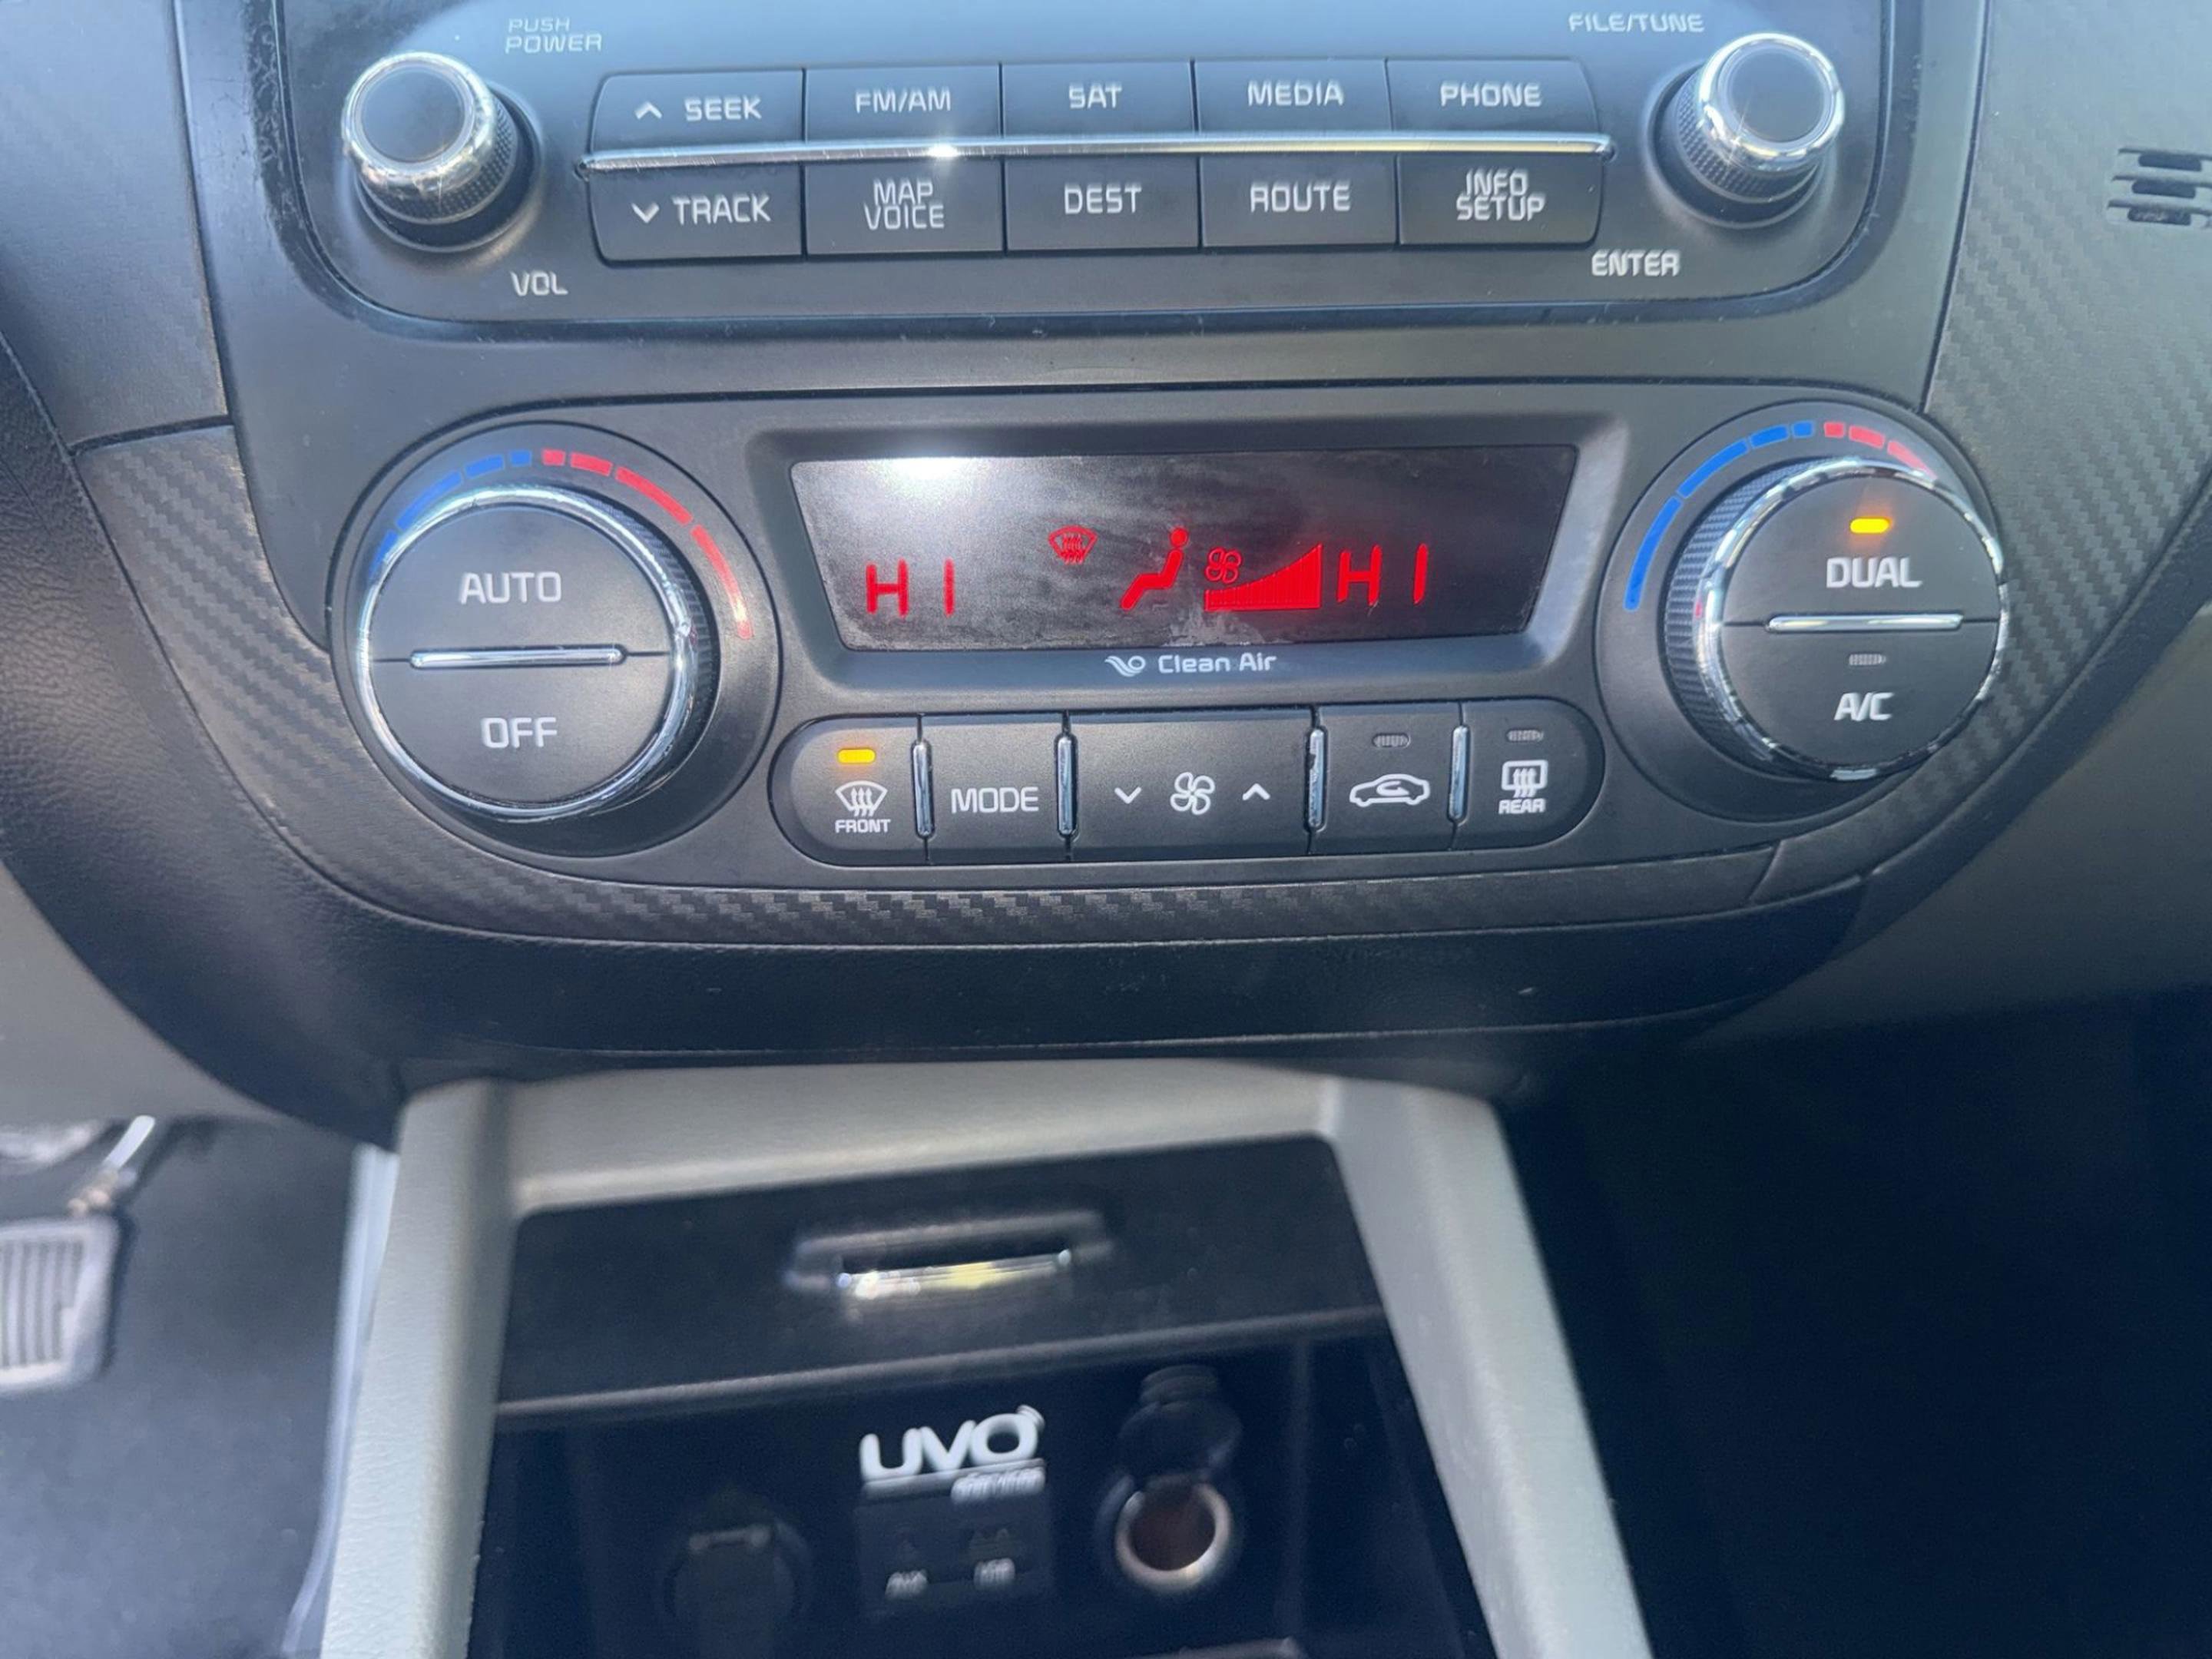 PUSH
POWER
FILE/TUNE
SEEK
FM/AM
SAT
MEDIA
PHONE
TRACK
MAP
VOICE
DEST
ROUTE
INFO
SETUP
VOL
ENTER
AUTO
OFF
HI
HI
Clean Air
DUAL
A/C
FRONT
MODE
REAR
UVO